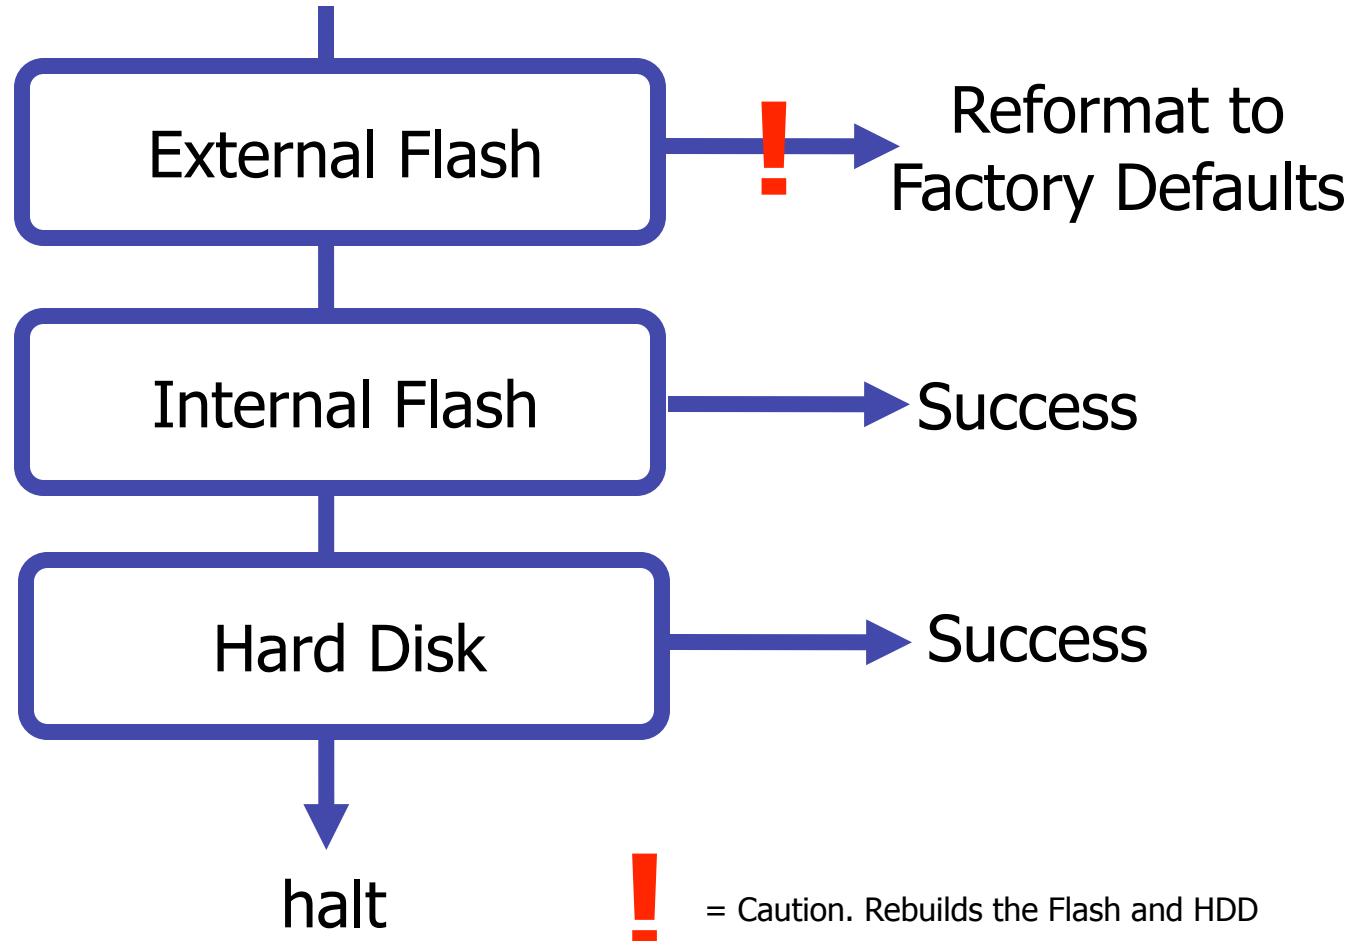 External Flash
!
Reformat to
Factory Defaults
Internal Flash
Success
Hard Disk
Success
halt
! = Caution. Rebuilds the Flash and HDD